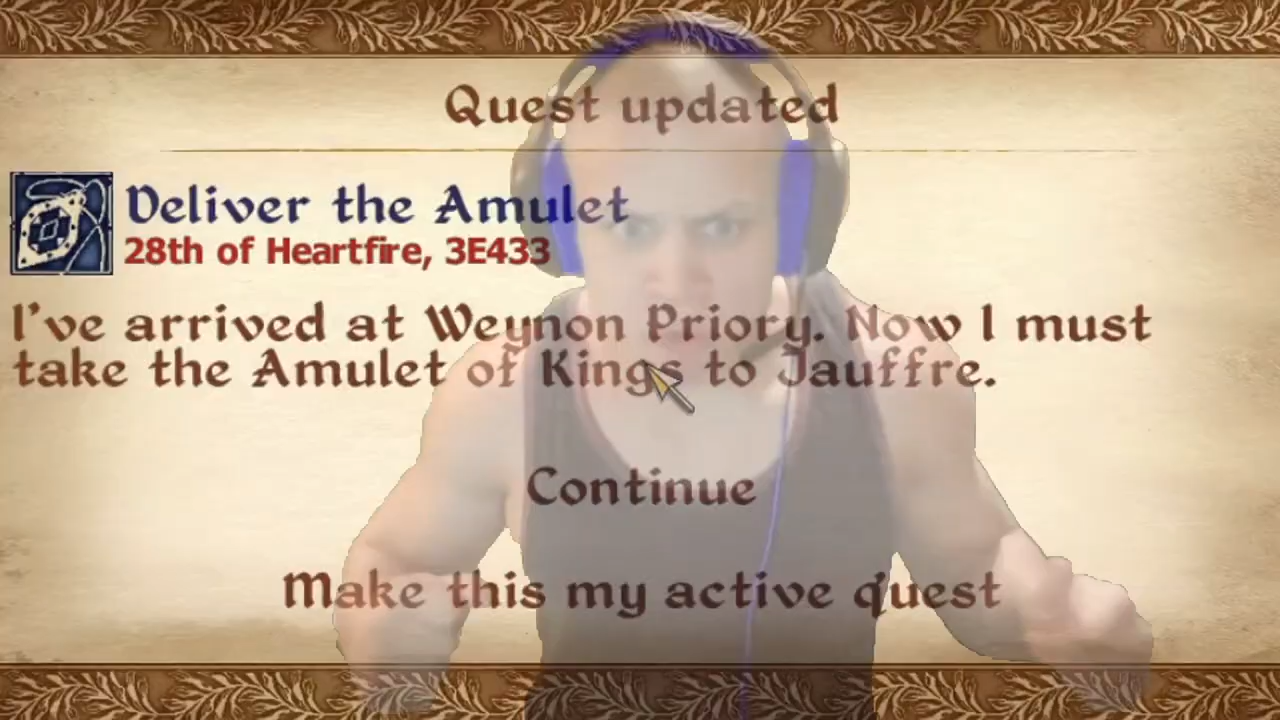 Quest updated
Deliver the Amulet
28th of Heartfire, 3E433
I've arrived at Weynon Priory. Now I must
take the Amulet of Kings to Jauffre.
Continue
Make this my active quest